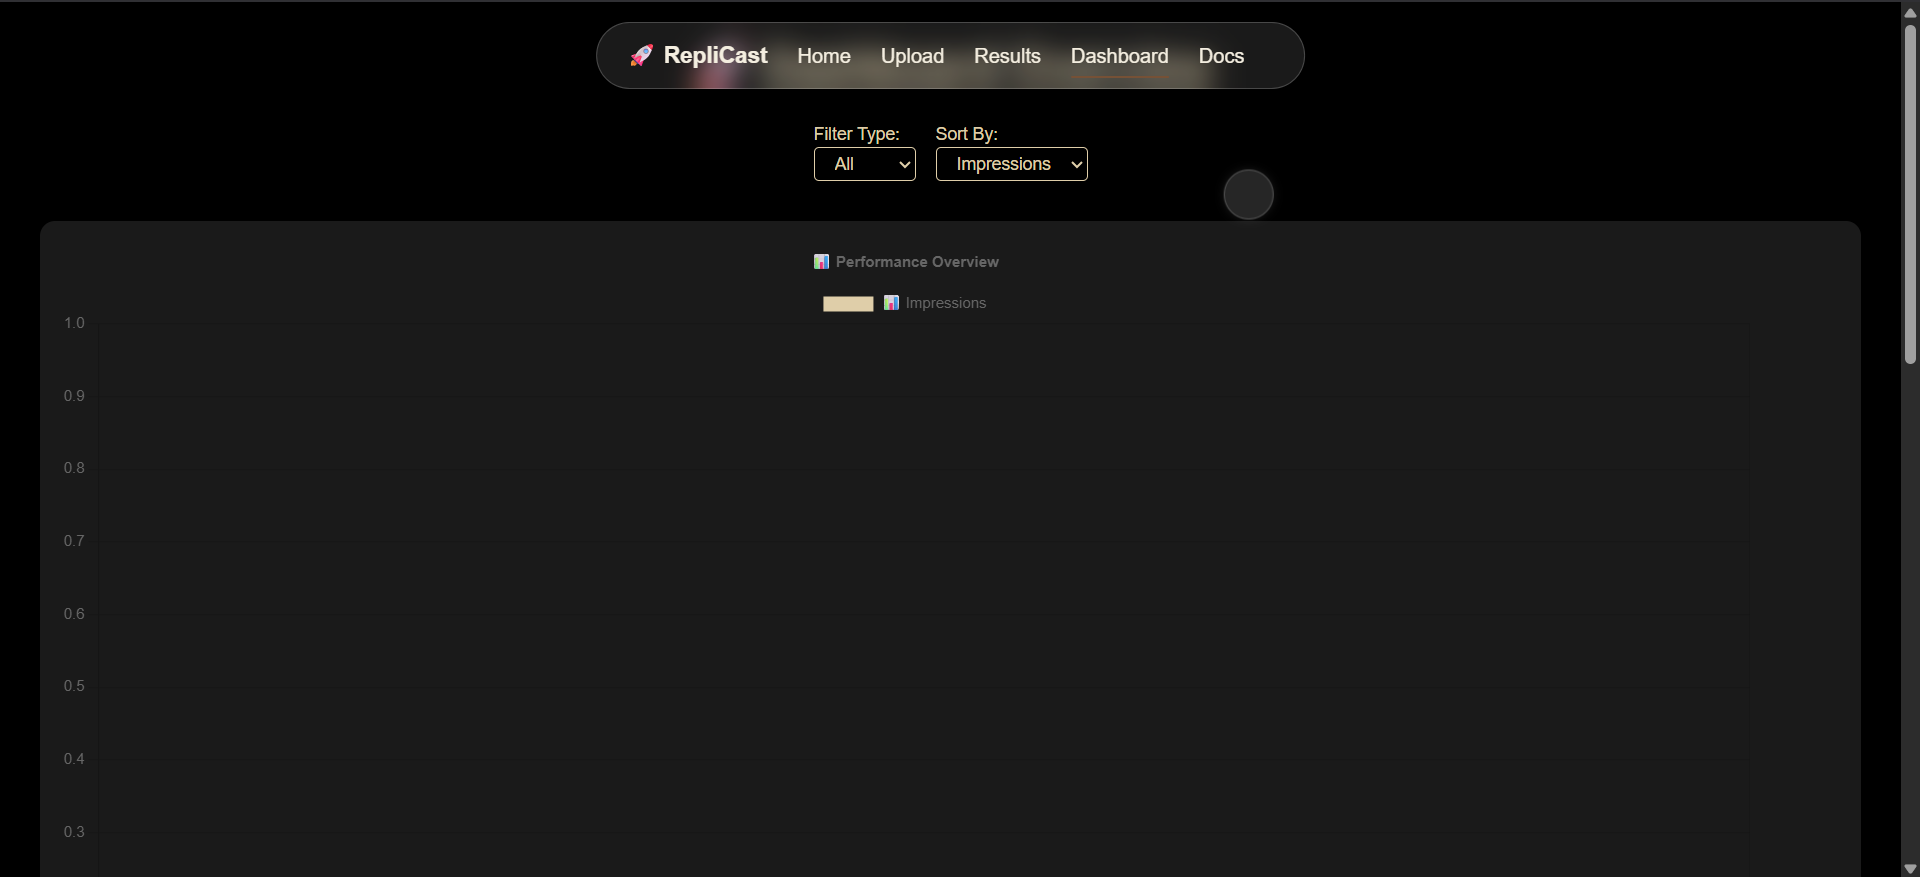 🚀 RepliCast Home Upload Results Dashboard Docs
Filter Type: Sort By:
All Impressions
📊 Performance Overview
📊 Impressions
1.0
0.9
0.8
0.7
0.6
0.5
0.4
0.3